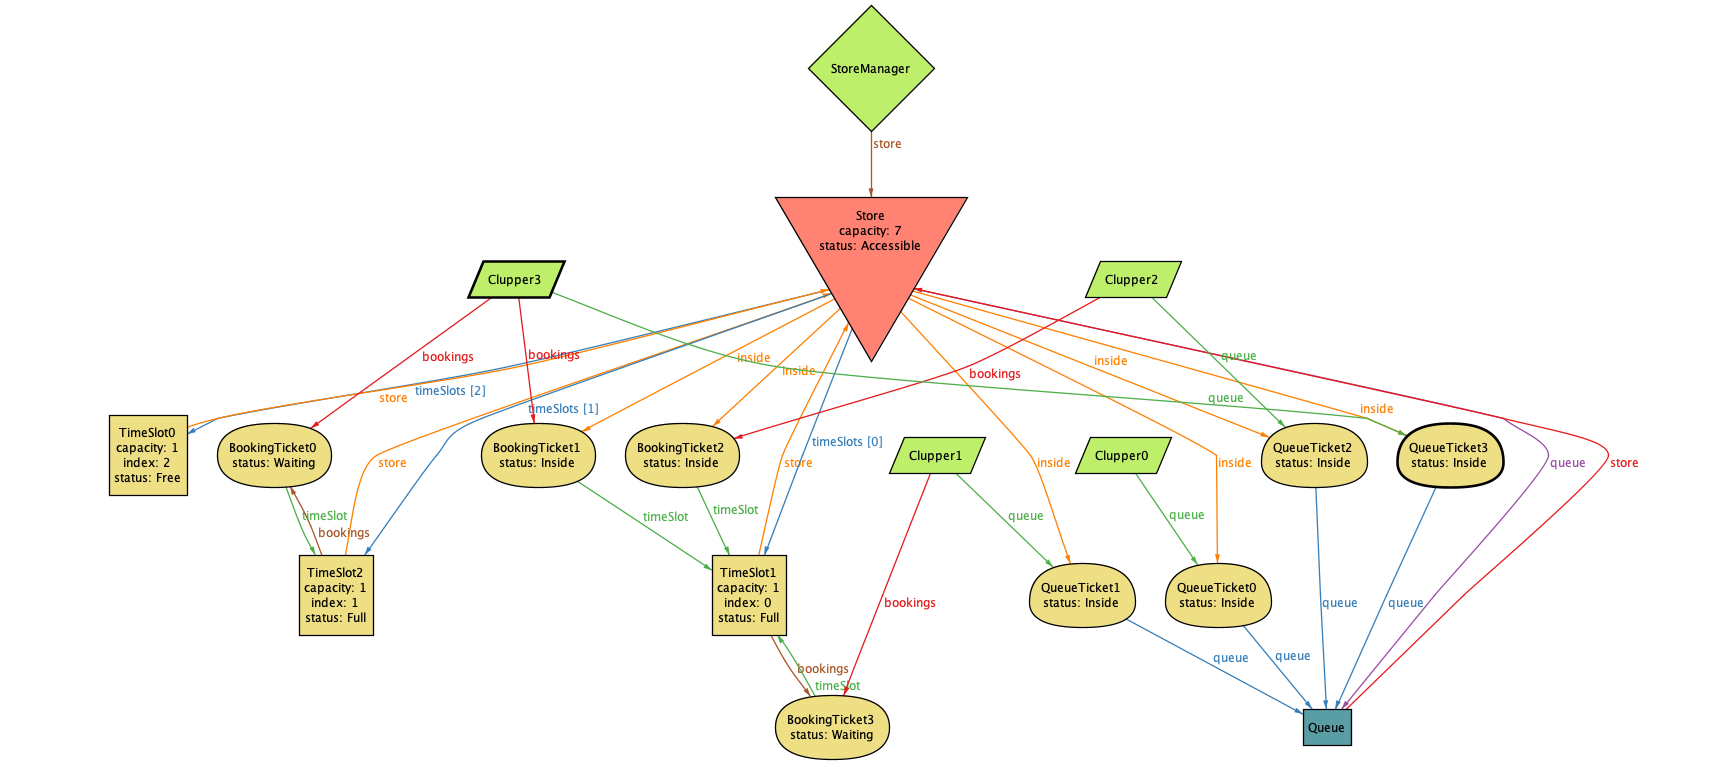 StoreManager
store
Store
capacity: 7
status: Accessible
Clupper3
Clupper2
bookings
bookings
inside
inside
bookings
inside
queue
queue
inside
store
timeSlots [2]
timeSlots [1]
timeSlots [0]
TimeSlot0
capacity: 1
index: 2
status: Free
BookingTicket0
status: Waiting
BookingTicket1
status: Inside
BookingTicket2
status: Inside
Clupper1
Clupper0
QueueTicket2
status: Inside
QueueTicket3
status: Inside
store
store
inside
inside
queue
store
timeSlot
bookings
timeSlot
timeSlot
queue
queue
TimeSlot2
capacity: 1
index: 1
status: Full
TimeSlot1
capacity: 1
index: 0
status: Full
bookings
QueueTicket1
status: Inside
QueueTicket0
status: Inside
queue
queue
bookings
timeSlot
queue
queue
BookingTicket3
status: Waiting
Queue